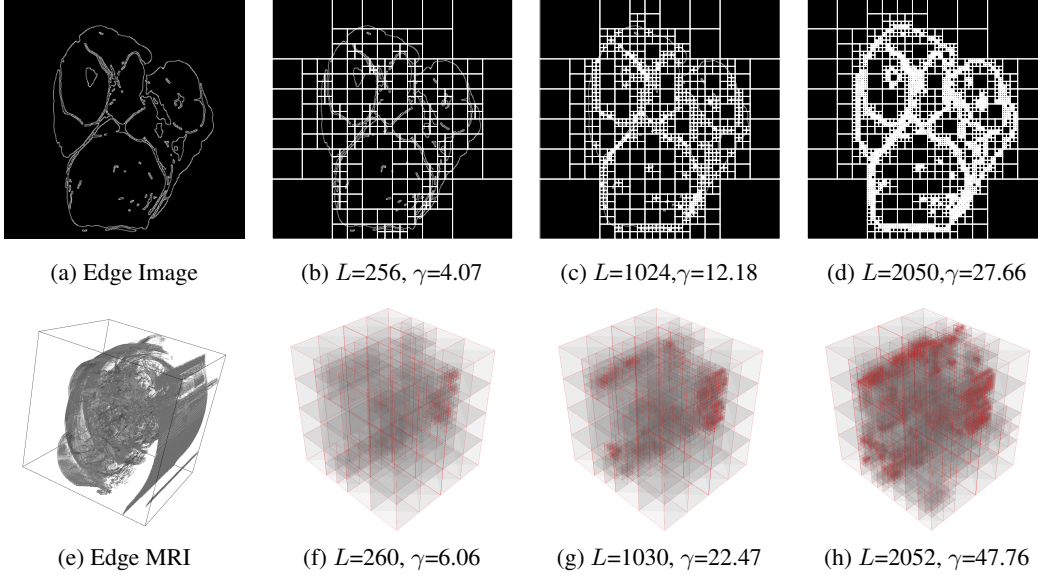 (a) Edge Image
(b) L=256, γ=4.07
(c) L=1024,γ=12.18
(d) L=2050,γ=27.66
(e) Edge MRI
(f) L=260, γ=6.06
(g) L=1030, γ=22.47
(h) L=2052, γ=47.76